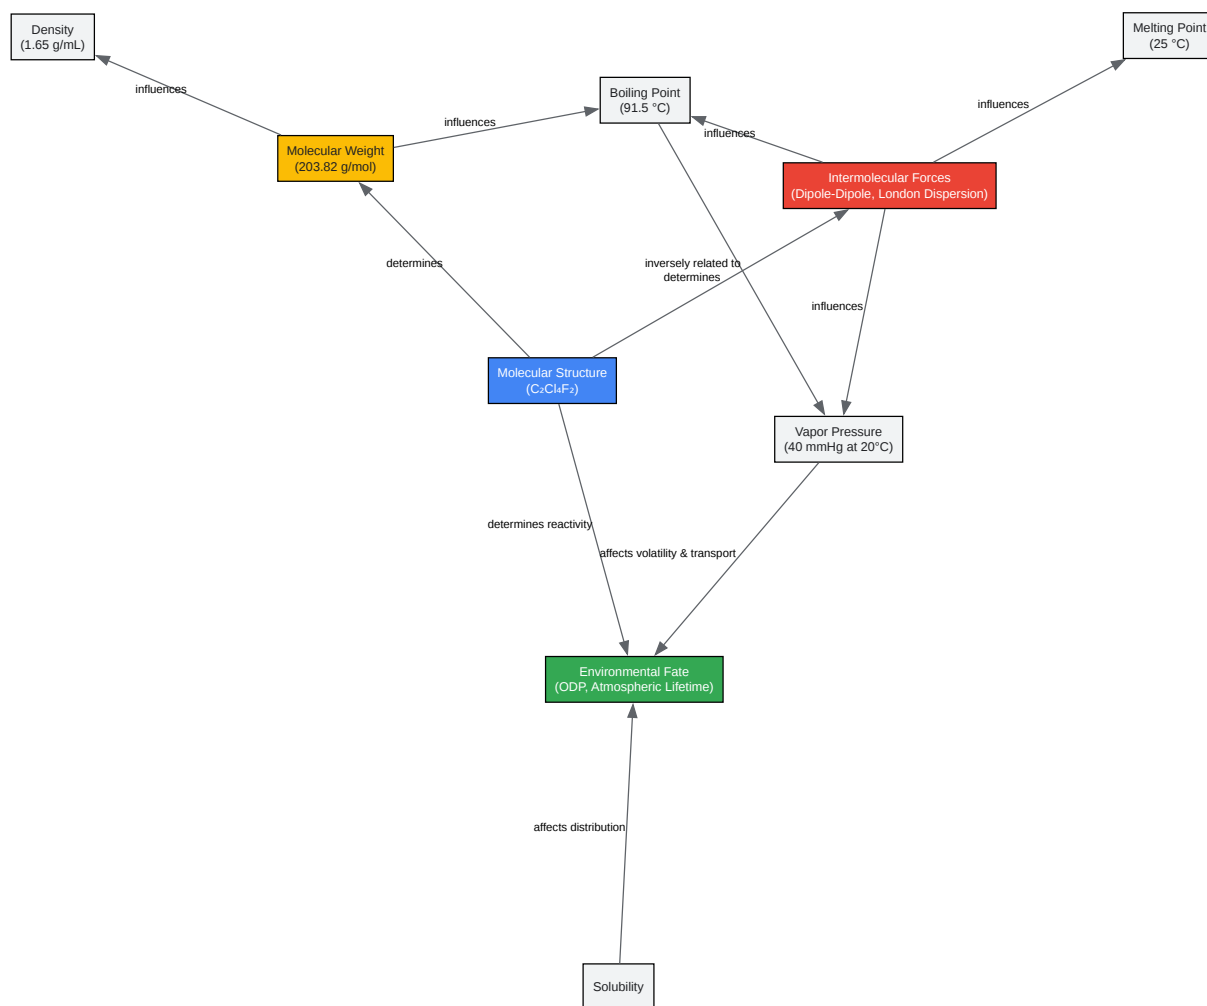 Density
(1.65 g/mL)
Melting Point
(25 °C)
Boiling Point
(91.5 °C)
influences
influences
influences
influences
Molecular Weight
(203.82 g/mol)
Intermolecular Forces
(Dipole-Dipole, London Dispersion)
determines
inversely related to
determines
influences
Molecular Structure
(C₂Cl₄F₂)
Vapor Pressure
(40 mmHg at 20°C)
determines reactivity
affects volatility & transport
Environmental Fate
(ODP, Atmospheric Lifetime)
affects distribution
Solubility